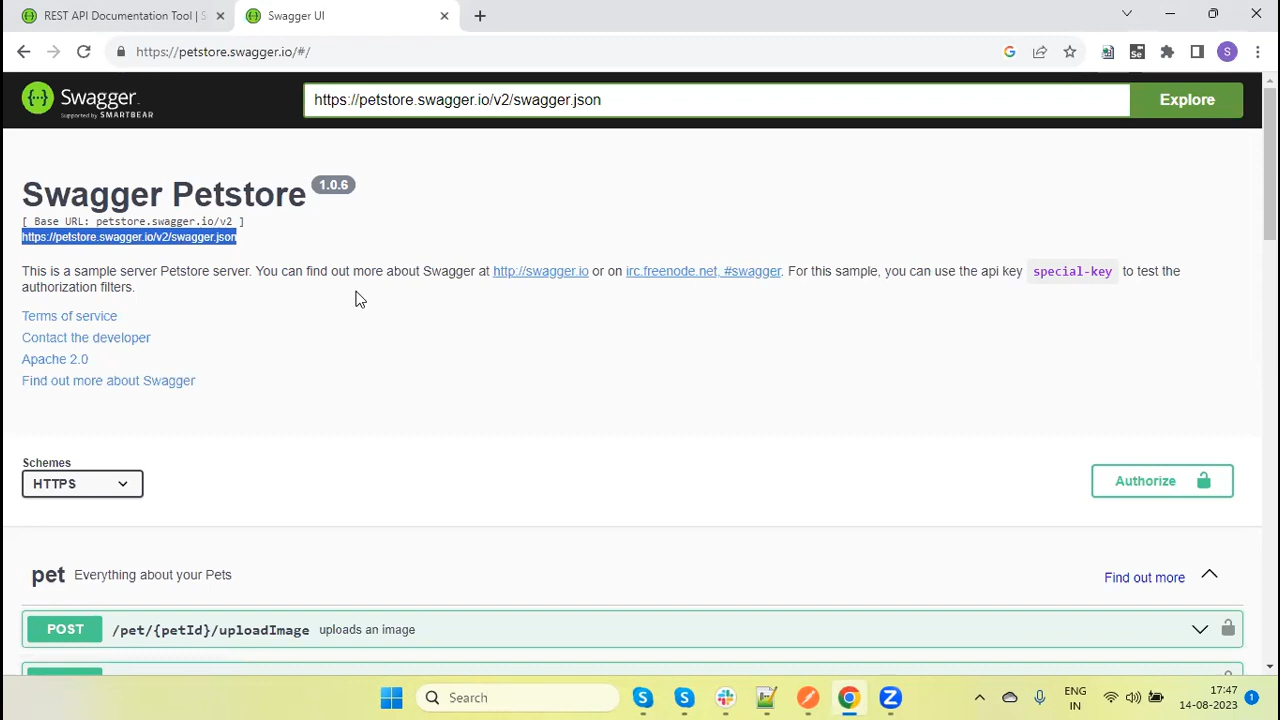 REST API Documentation Tool | S
Swagger UI
https://petstore.swagger.io/#/
Se
S
Swagger.
Supported by SMARTBEAR
https://petstore.swagger.io/v2/swagger.json
Explore
Swagger Petstore 1.0.6
[ Base URL: petstore.swagger.io/v2 ]
https://petstore.swagger.io/v2/swagger.json
This is a sample server Petstore server. You can find out more about Swagger at http://swagger.io or on irc.freenode.net, #swagger. For this sample, you can use the api key special-key to test the
authorization filters.
Terms of service
Contact the developer
Apache 2.0
Find out more about Swagger
Schemes
HTTPS
Authorize
pet Everything about your Pets
Find out more
POST /pet/{petId}/uploadImage uploads an image
Search
ENG
IN
17:47
14-08-2023
1